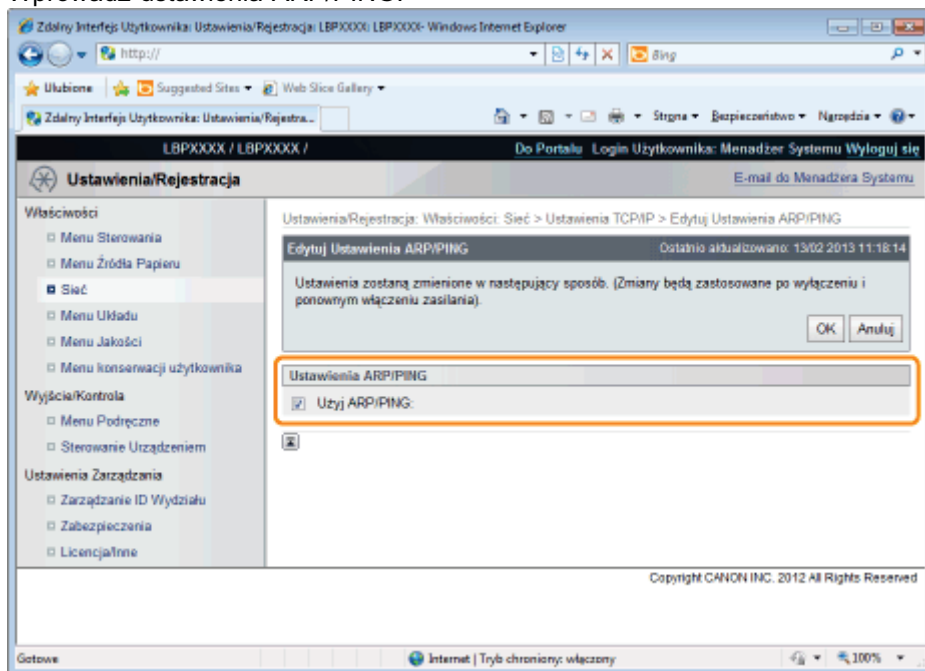 Wprowadź ustawienia ARP/PING.
Zdalny Interfejs Użytkownika: Ustawienia/Rejestracja: LBPXXXX: LBPXXXX- Windows Internet Explorer
http://
Bing
Ulubione Suggested Sites Web Slice Gallery
Zdalny Interfejs Użytkownika: Ustawienia/Rejestra... Strona Bezpieczeństwo Narzędzia
LBPXXXX / LBPXXXX / Do Portalu Login Użytkownika: Menadżer Systemu Wyloguj się
Ustawienia/Rejestracja E-mail do Menadżera Systemu
Właściwości
Menu Sterowania
Menu Źródła Papieru
Sieć
Menu Układu
Menu Jakości
Menu konserwacji użytkownika
Wyjście/Kontrola
Menu Podręczne
Sterowanie Urządzeniem
Ustawienia Zarządzania
Zarządzanie ID Wydziału
Zabezpieczenia
Licencja/Inne
Ustawienia/Rejestracja: Właściwości: Sieć > Ustawienia TCP/IP > Edytuj Ustawienia ARP/PING
Edytuj Ustawienia ARP/PING Ostatnio aktualizowano: 13/02 2013 11:18:14
Ustawienia zostaną zmienione w następujący sposób. (Zmiany będą zastosowane po wyłączeniu i
ponownym włączeniu zasilania).
OK Anuluj
Ustawienia ARP/PING
Użyj ARP/PING:
Copyright CANON INC. 2012 All Rights Reserved
Gotowe Internet | Tryb chroniony: włączony 100%